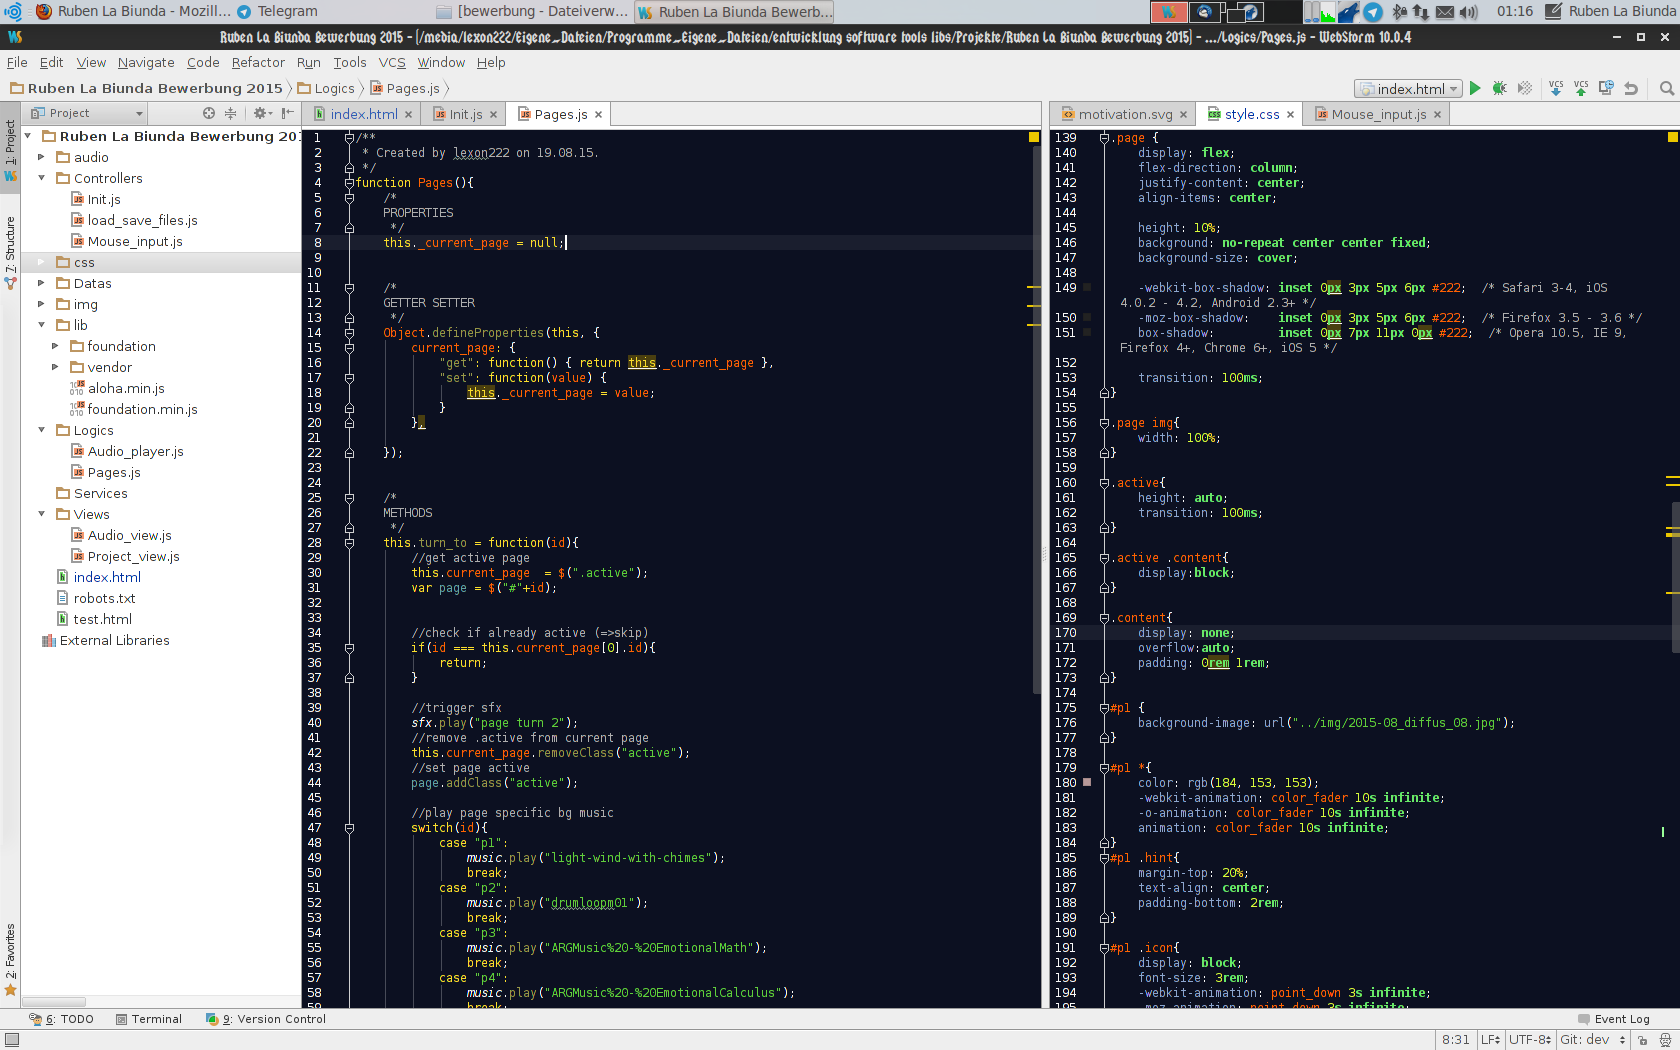 Ruben La Biunda - Mozill... Telegram [bewerbung - Dateiverw... Ruben La Biunda Bewerb... 01:16 Ruben La Biunda
Ruben La Biunda Bewerbung 2015 - [/media/lexon222/Eigene_Dateien/Programme_Eigene_Dateien/entwicklung software tools libs/Projekte/Ruben La Biunda Bewerbung 2015] - .../Logics/Pages.js - WebStorm 10.0.4
File Edit View Navigate Code Refactor Run Tools VCS Window Help
Ruben La Biunda Bewerbung 2015 Logics Pages.js index.html VCS VCS
1: Project
7: Structure
2: Favorites
Project
Ruben La Biunda Bewerbung 201
audio
Controllers
Init.js
load_save_files.js
Mouse_input.js
css
Datas
img
lib
foundation
vendor
aloha.min.js
foundation.min.js
Logics
Audio_player.js
Pages.js
Services
Views
Audio_view.js
Project_view.js
index.html
robots.txt
test.html
External Libraries
index.html Init.js Pages.js
1 /**
2 * Created by lexon222 on 19.08.15.
3 */
4 function Pages(){
5 /*
6 PROPERTIES
7 */
8 this._current_page = null;
9
10
11 /*
12 GETTER SETTER
13 */
14 Object.defineProperties(this, {
15 current_page: {
16 "get": function() { return this._current_page },
17 "set": function(value) {
18 this._current_page = value;
19 }
20 },
21
22 });
23
24
25 /*
26 METHODS
27 */
28 this.turn_to = function(id){
29 //get active page
30 this.current_page  = $(".active");
31 var page = $("#"+id);
32
33
34 //check if already active (=>skip)
35 if(id === this.current_page[0].id){
36 return;
37 }
38
39 //trigger sfx
40 sfx.play("page turn 2");
41 //remove .active from current page
42 this.current_page.removeClass("active");
43 //set page active
44 page.addClass("active");
45
46 //play page specific bg music
47 switch(id){
48 case "p1":
49 music.play("light-wind-with-chimes");
50 break;
51 case "p2":
52 music.play("drumloopm01");
53 break;
54 case "p3":
55 music.play("ARGMusic%20-%20EmotionalMath");
56 break;
57 case "p4":
58 music.play("ARGMusic%20-%20EmotionalCalculus");
59 break;
motivation.svg style.css Mouse_input.js
139 .page {
140 display: flex;
141 flex-direction: column;
142 justify-content: center;
143 align-items: center;
144
145 height: 10%;
146 background: no-repeat center center fixed;
147 background-size: cover;
148
149 -webkit-box-shadow: inset 0px 3px 5px 6px #222;  /* Safari 3-4, iOS
4.0.2 - 4.2, Android 2.3+ */
150 -moz-box-shadow:    inset 0px 3px 5px 6px #222;  /* Firefox 3.5 - 3.6 */
151 box-shadow:         inset 0px 7px 11px 0px #222;  /* Opera 10.5, IE 9,
Firefox 4+, Chrome 6+, iOS 5 */
152
153 transition: 100ms;
154 }
155
156 .page img{
157 width: 100%;
158 }
159
160 .active{
161 height: auto;
162 transition: 100ms;
163 }
164
165 .active .content{
166 display:block;
167 }
168
169 .content{
170 display: none;
171 overflow:auto;
172 padding: 0rem 1rem;
173 }
174
175 #p1 {
176 background-image: url("../img/2015-08_diffus_08.jpg");
177 }
178
179 #p1 *{
180 color: rgb(184, 153, 153);
181 -webkit-animation: color_fader 10s infinite;
182 -o-animation: color_fader 10s infinite;
183 animation: color_fader 10s infinite;
184 }
185 #p1 .hint{
186 margin-top: 20%;
187 text-align: center;
188 padding-bottom: 2rem;
189 }
190
191 #p1 .icon{
192 display: block;
193 font-size: 3rem;
194 -webkit-animation: point_down 3s infinite;
195 -moz-animation: point_down 3s infinite;
6: TODO Terminal 9: Version Control Event Log
8:31 LF UTF-8 Git: dev